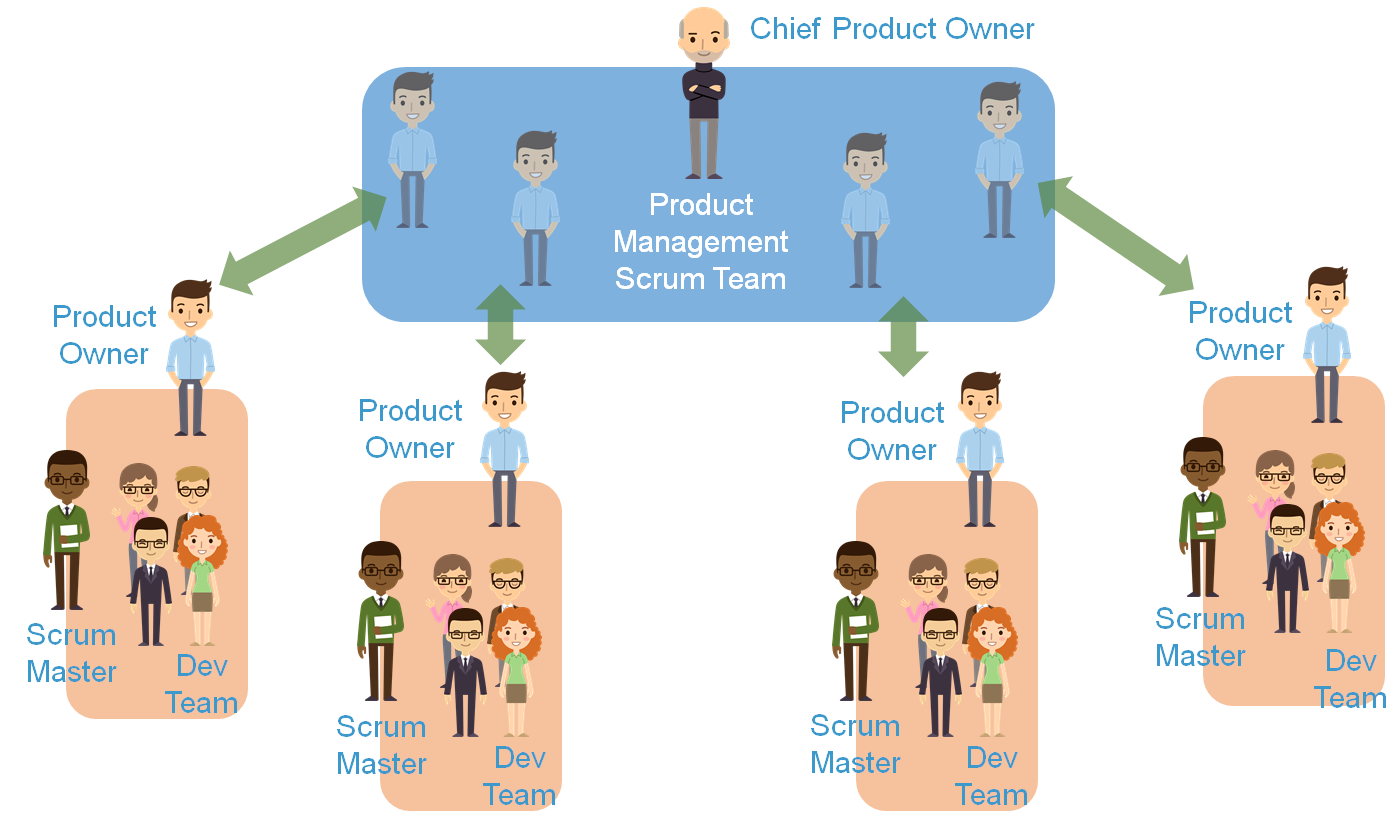 Chief Product Owner
Product
Management
Scrum Team
Product
Owner
Scrum
Master
Dev
Team
Product
Owner
Scrum
Master
Dev
Team
Product
Owner
Scrum
Master
Dev
Team
Product
Owner
Scrum
Master
Dev
Team